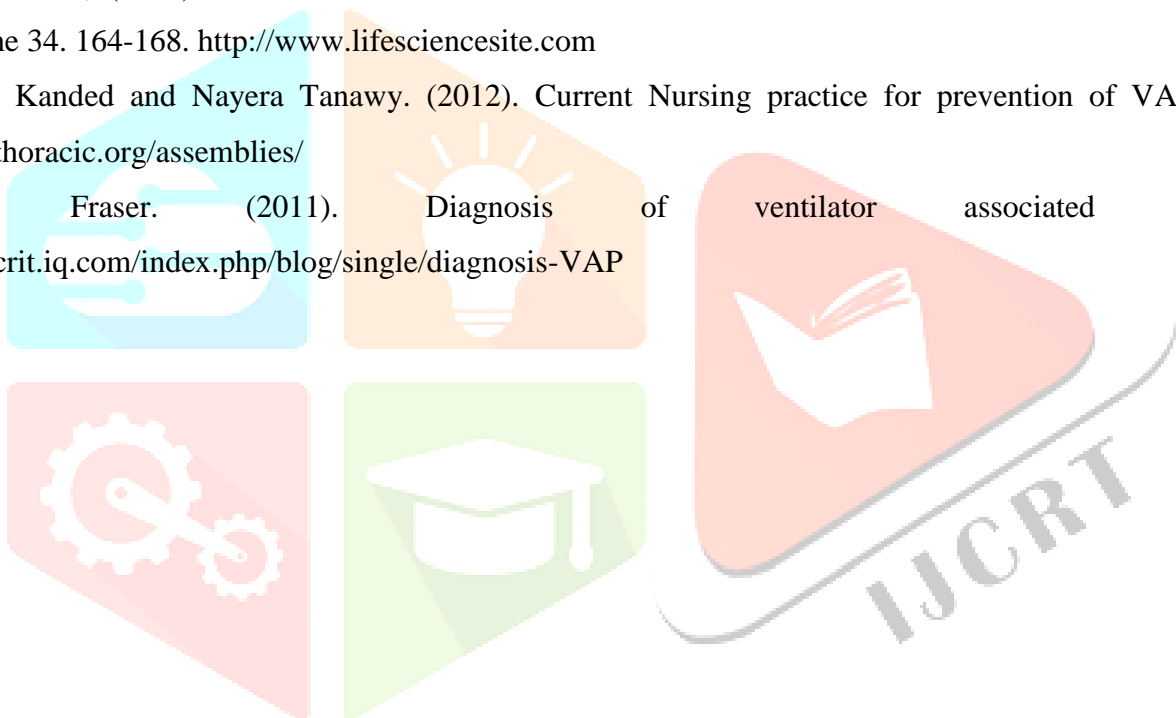 ne 34. 164-168. http://www.lifesciencesite.com
Kanded and Nayera Tanawy. (2012). Current Nursing practice for prevention of VA
thoracic.org/assemblies/
Fraser. (2011). Diagnosis of ventilator associated
crit.iq.com/index.php/blog/single/diagnosis-VAP
IJCRT